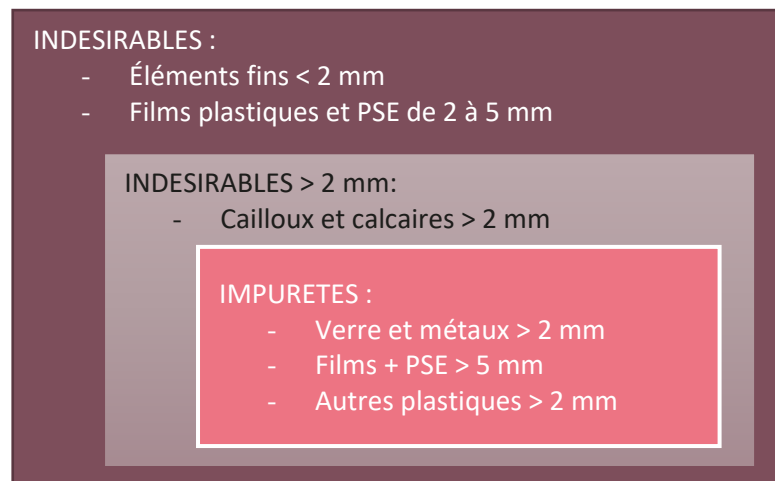 INDESIRABLES :
- Éléments fins < 2 mm
- Films plastiques et PSE de 2 à 5 mm
INDESIRABLES > 2 mm:
- Cailloux et calcaires > 2 mm
IMPURETES :
- Verre et métaux > 2 mm
- Films + PSE > 5 mm
- Autres plastiques > 2 mm